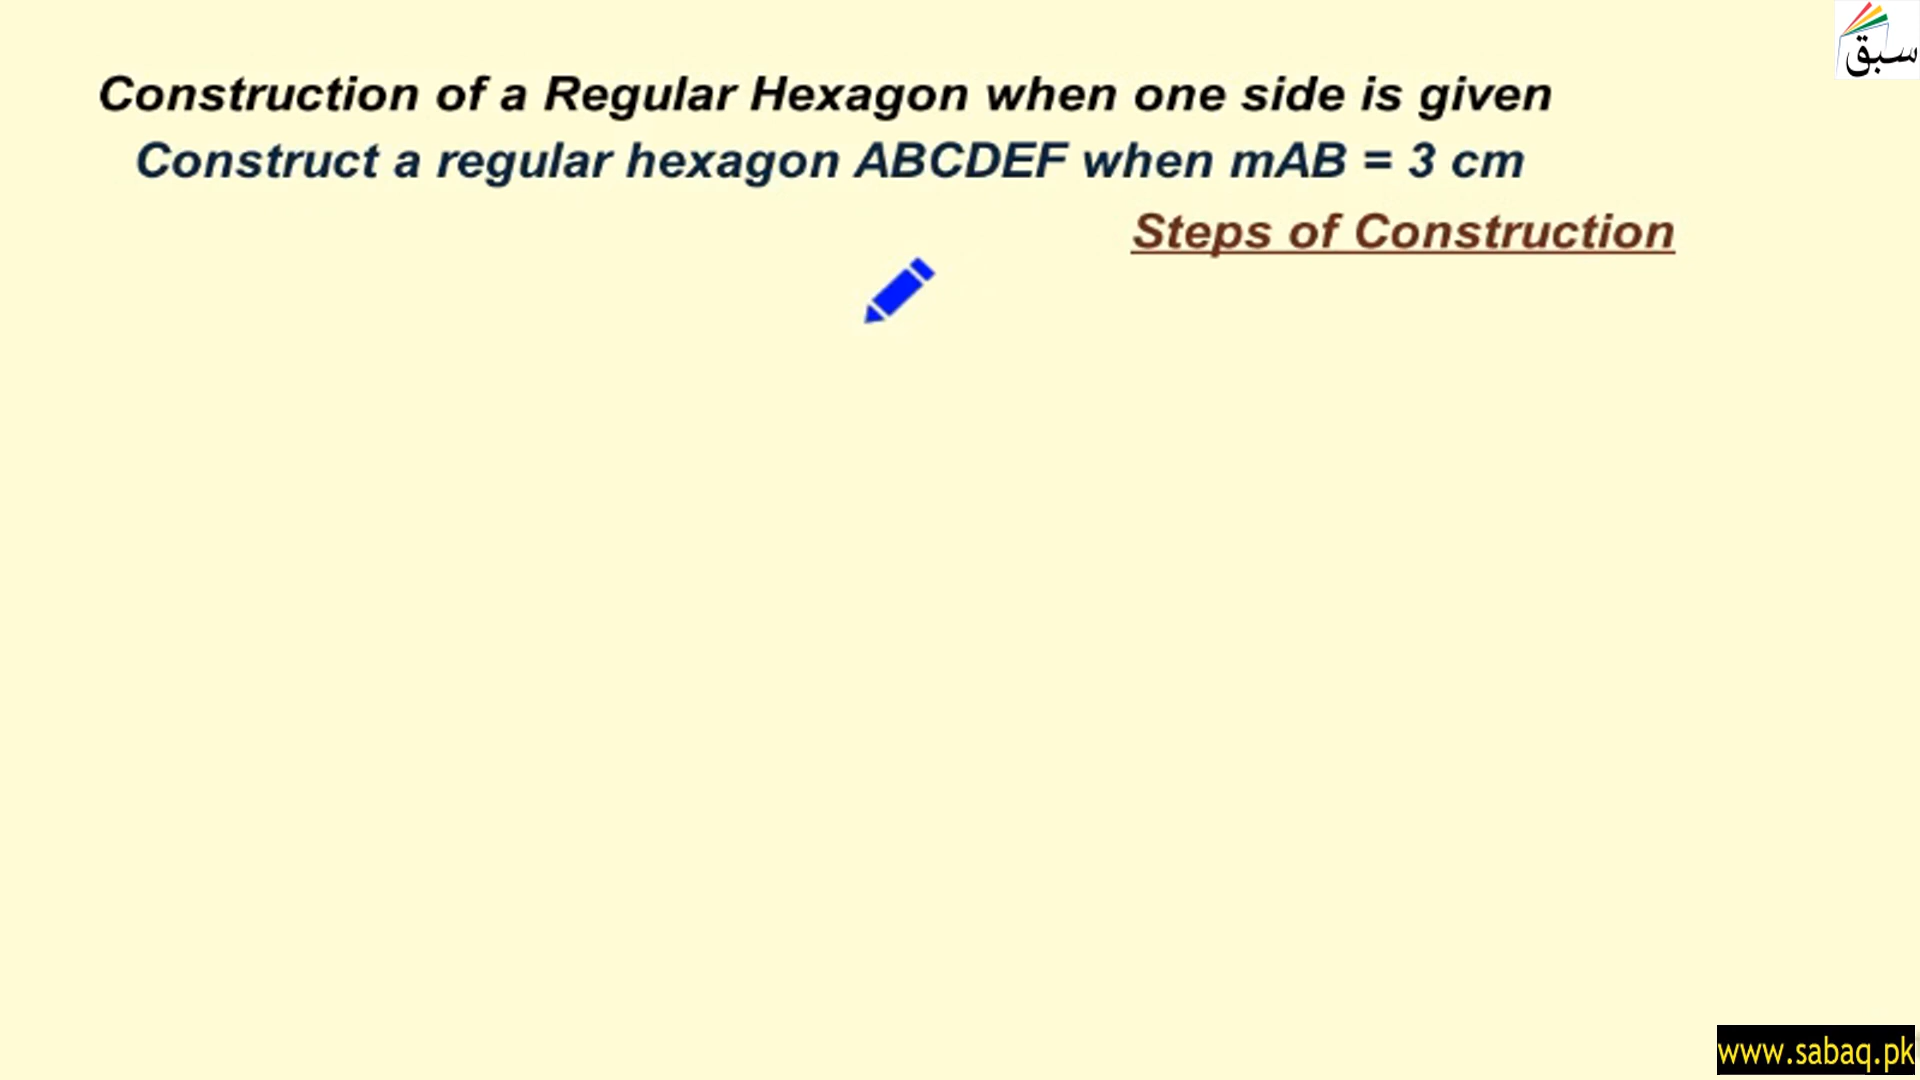 سبق
Construction of a Regular Hexagon when one side is given
Construct a regular hexagon ABCDEF when mAB = 3 cm
Steps of Construction
www.sabaq.pk